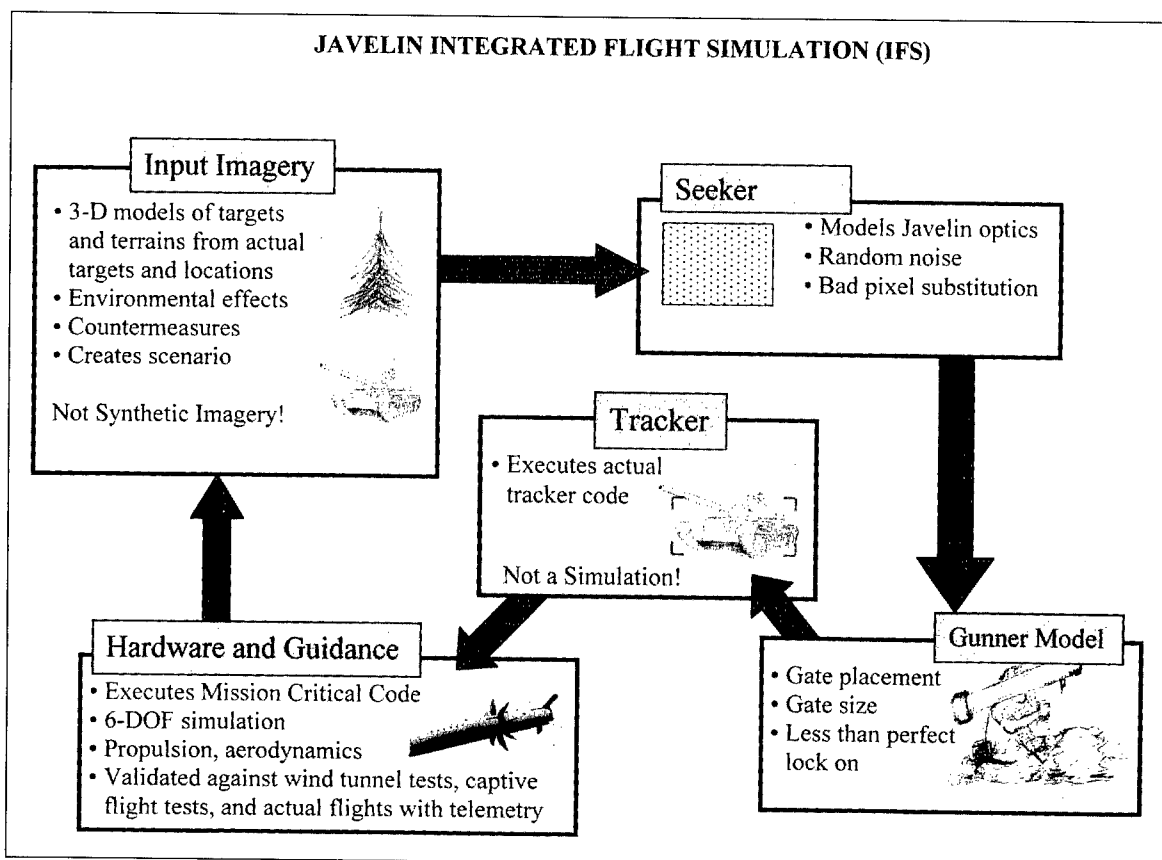 JAVELIN INTEGRATED FLIGHT SIMULATION (IFS)
Input Imagery
• 3-D models of targets
and terrains from actual
targets and locations
• Environmental effects
• Countermeasures
• Creates scenario
Not Synthetic Imagery!
Seeker
• Models Javelin optics
• Random noise
• Bad pixel substitution
Tracker
• Executes actual
tracker code
Not a Simulation!
Hardware and Guidance
• Executes Mission Critical Code
• 6-DOF simulation
• Propulsion, aerodynamics
• Validated against wind tunnel tests, captive
flight tests, and actual flights with telemetry
Gunner Model
• Gate placement
• Gate size
• Less than perfect
lock on